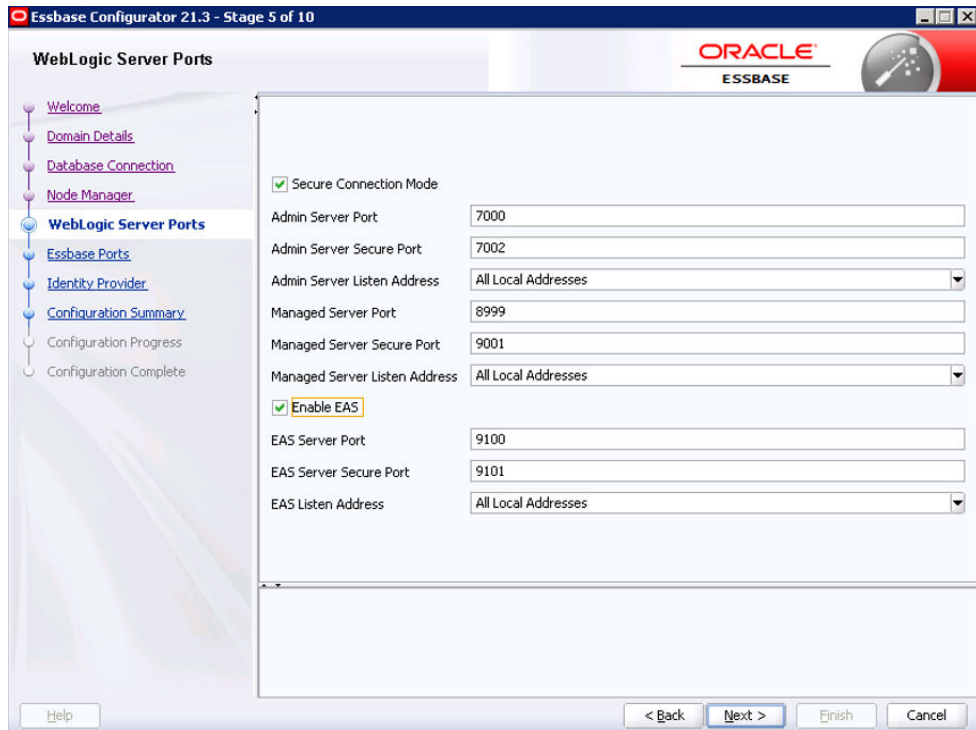 Essbase Configurator 21.3 - Stage 5 of 10
WebLogic Server Ports
ORACLE
ESSBASE
Welcome
Domain Details
Database Connection
Node Manager
WebLogic Server Ports
Essbase Ports
Identity Provider
Configuration Summary
Configuration Progress
Configuration Complete
Secure Connection Mode
Admin Server Port 7000
Admin Server Secure Port 7002
Admin Server Listen Address All Local Addresses
Managed Server Port 8999
Managed Server Secure Port 9001
Managed Server Listen Address All Local Addresses
Enable EAS
EAS Server Port 9100
EAS Server Secure Port 9101
EAS Listen Address All Local Addresses
Help < Back Next > Finish Cancel